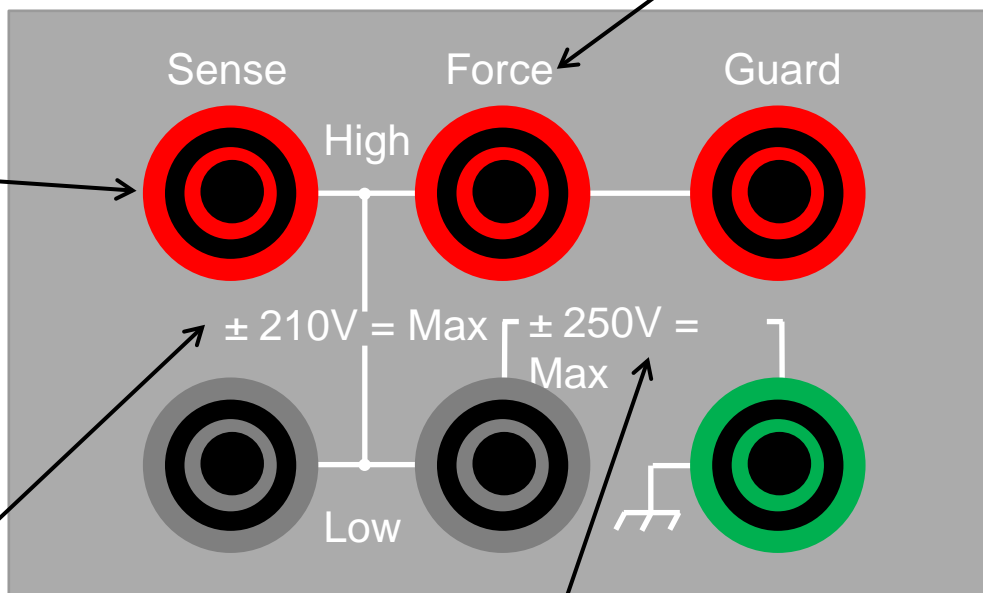 Sense Force Guard
High
± 210V = Max
± 250V =
Max
Low